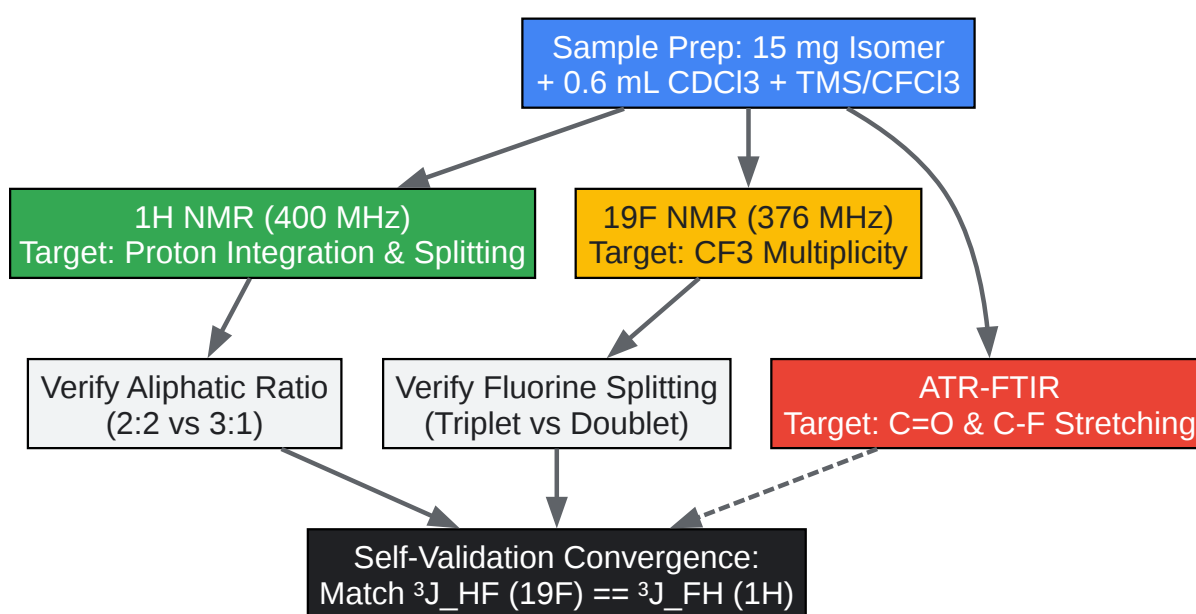 Sample Prep: 15 mg Isomer
+ 0.6 mL CDCl3 + TMS/CFCl3
1H NMR (400 MHz)
Target: Proton Integration & Splitting
19F NMR (376 MHz)
Target: CF3 Multiplicity
Verify Aliphatic Ratio
(2:2 vs 3:1)
Verify Fluorine Splitting
(Triplet vs Doublet)
ATR-FTIR
Target: C=O & C-F Stretching
Self-Validation Convergence:
Match ³J_HF (19F) == ³J_FH (1H)